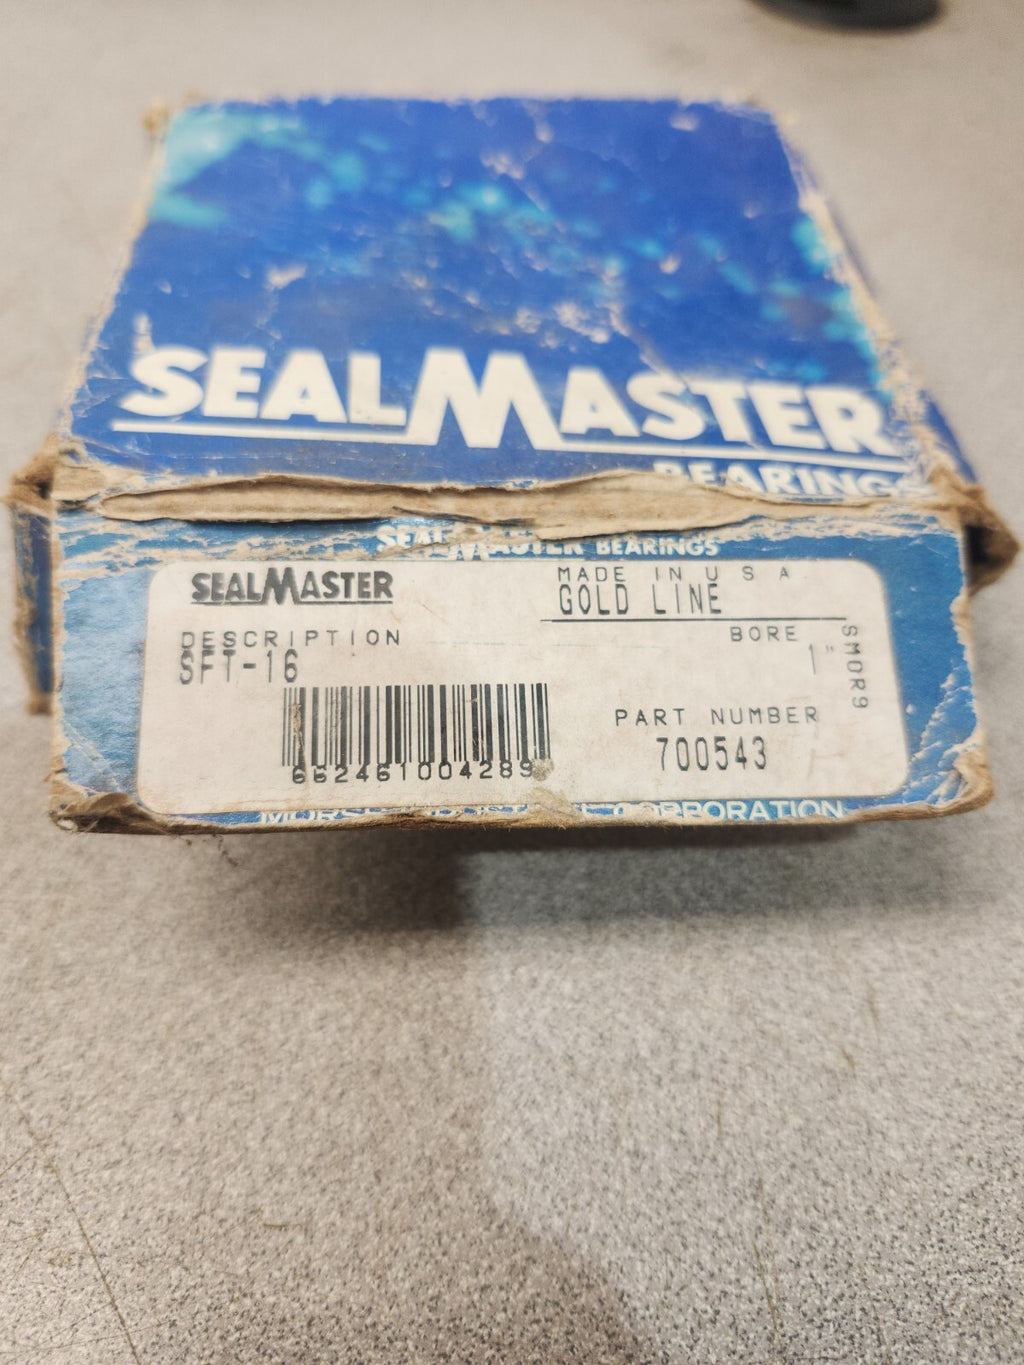 SEALMASTER
BEARINGS
SEALMASTER BEARINGS
SEALMASTER
MADE IN U S A
GOLD LINE
DESCRIPTION
SFT-16
BORE
1"
SMOR9
662461004289
PART NUMBER
700543
CORPORATION